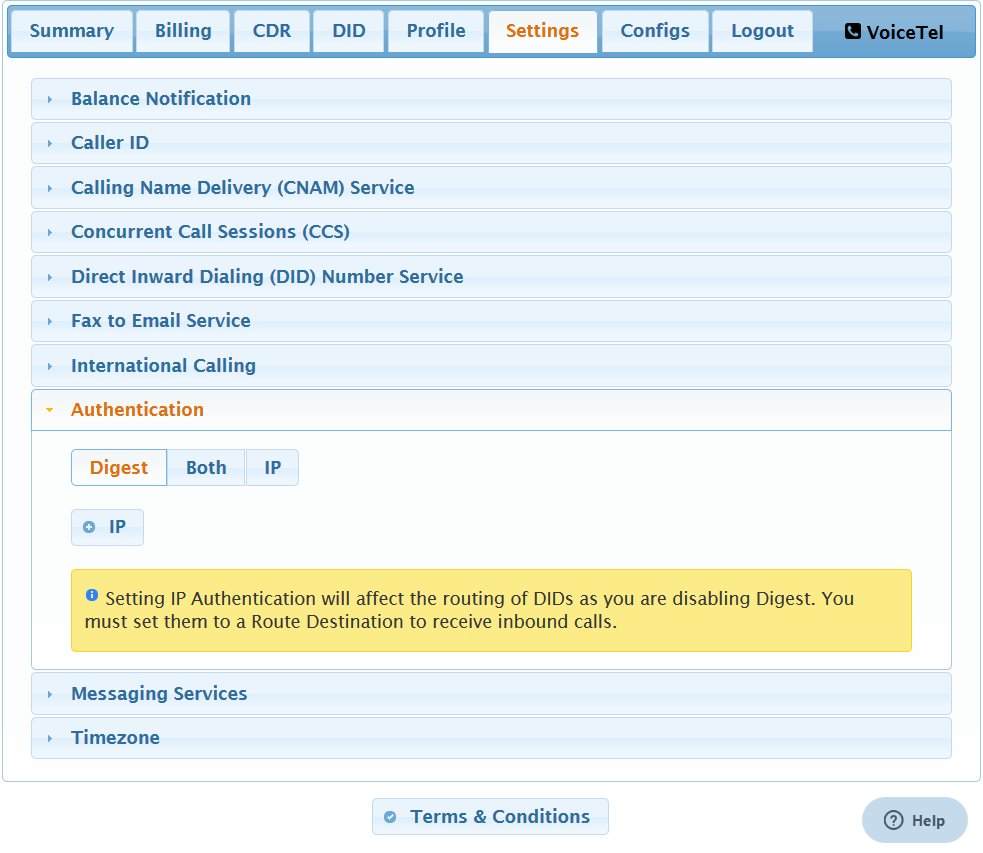 Summary Billing CDR DID Profile Settings Configs Logout VoiceTel
Balance Notification
Caller ID
Calling Name Delivery (CNAM) Service
Concurrent Call Sessions (CCS)
Direct Inward Dialing (DID) Number Service
Fax to Email Service
International Calling
Authentication
Digest Both IP
IP
Setting IP Authentication will affect the routing of DIDs as you are disabling Digest. You
must set them to a Route Destination to receive inbound calls.
Messaging Services
Timezone
Terms & Conditions
Help